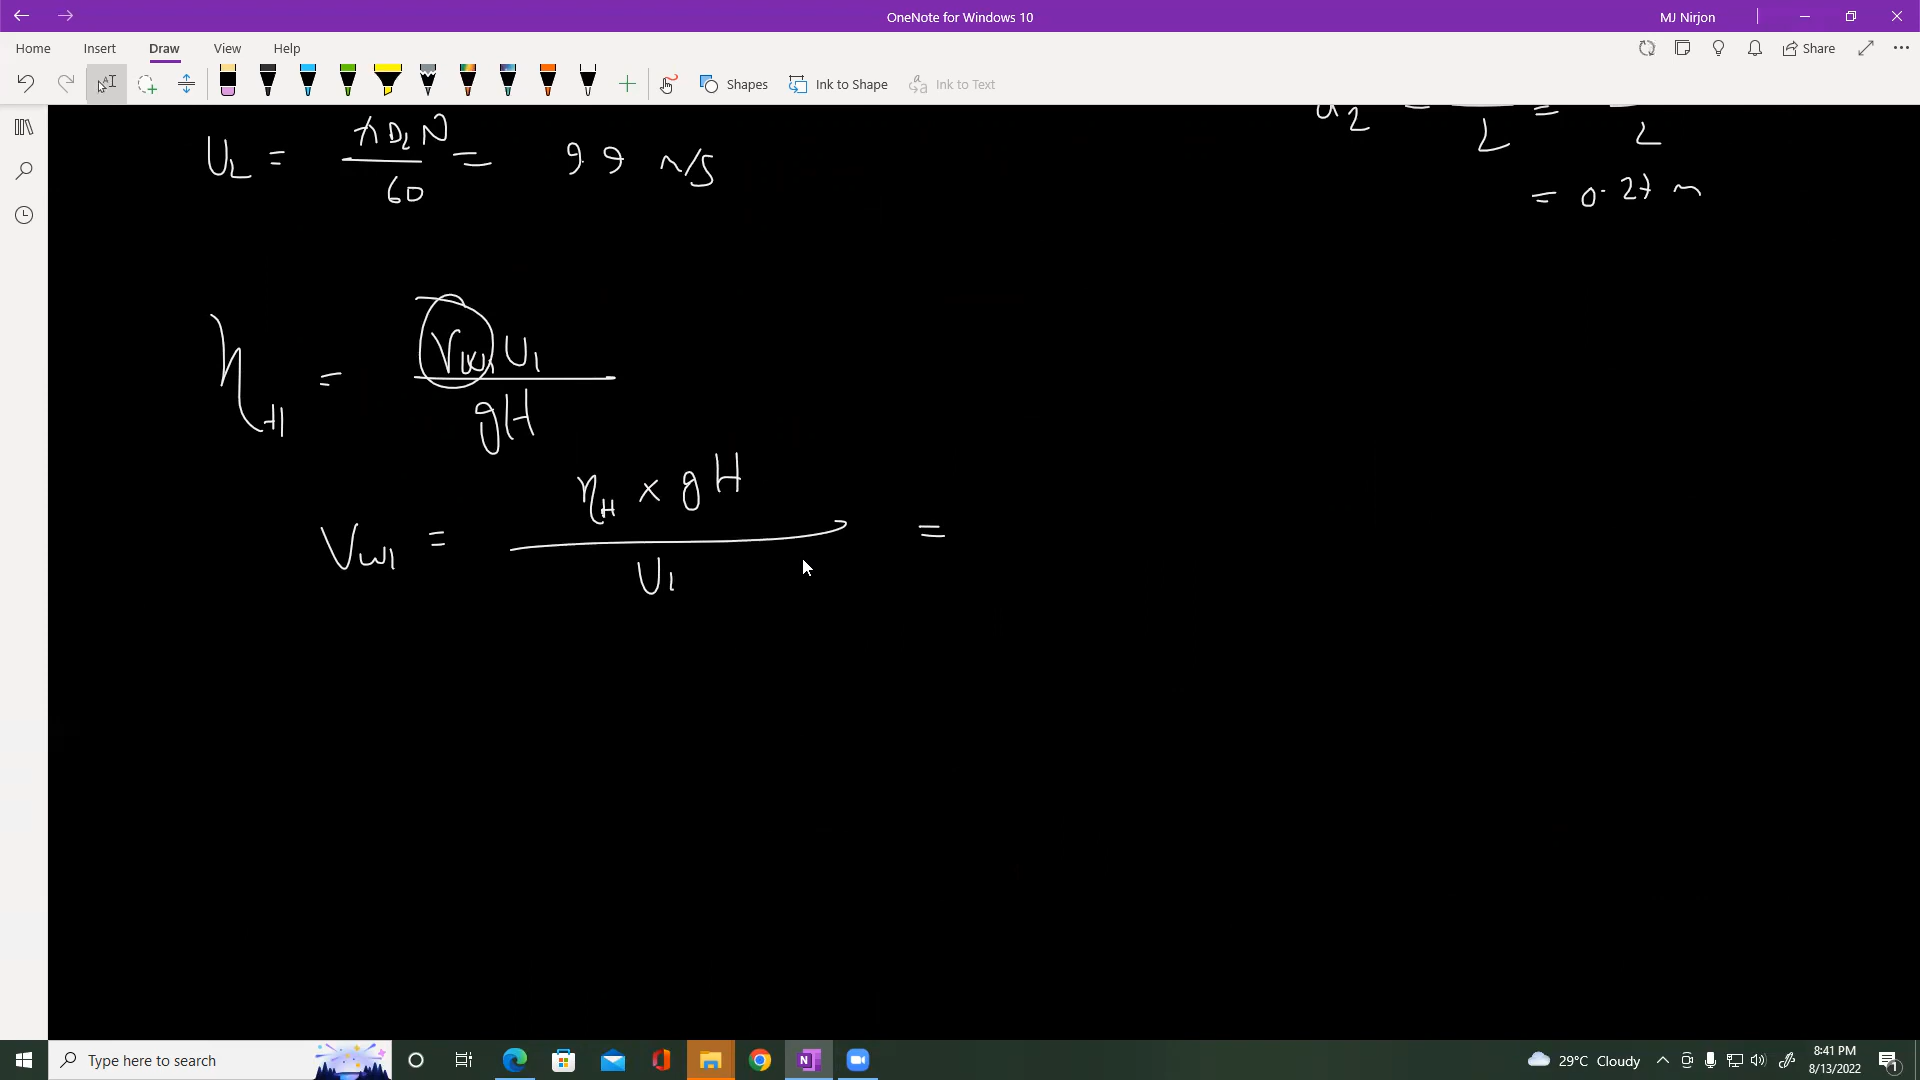 OneNote for Windows 10
MJ Nirjon
Home Insert Draw View Help
Share
Shapes
Ink to Shape
Ink to Text
U2 = πD2N / 60 = 9.9 m/s
= 0.27 m
ηH = Vw1 U1 / gH
Vw1 = ηH × gH / U1 =
Type here to search
29°C Cloudy
8:41 PM
8/13/2022
1